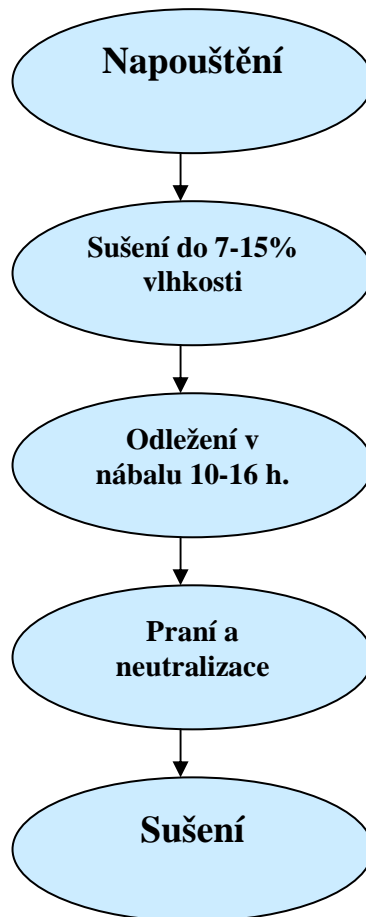 Napouštění
Sušení do 7-15%
vlhkosti
Odležení v
nábalu 10-16 h.
Praní a
neutralizace
Sušení